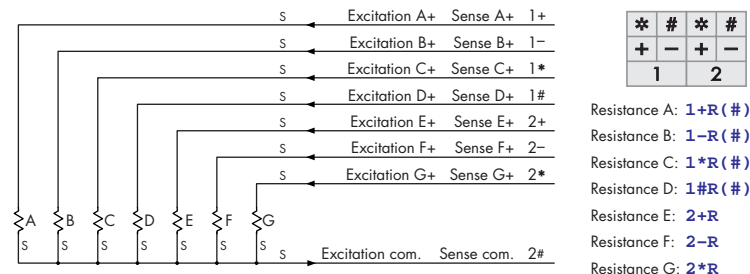 S Excitation A+ Sense A+ 1+
S Excitation B+ Sense B+ 1–
S Excitation C+ Sense C+ 1*
S Excitation D+ Sense D+ 1#
S Excitation E+ Sense E+ 2+
S Excitation F+ Sense F+ 2–
S Excitation G+ Sense G+ 2*
A B C D E F G
S S S S S S S
S Excitation com. Sense com. 2#
* # * #
+ – + –
1 2
Resistance A: 1+R(#)
Resistance B: 1–R(#)
Resistance C: 1*R(#)
Resistance D: 1#R(#)
Resistance E: 2+R
Resistance F: 2–R
Resistance G: 2*R